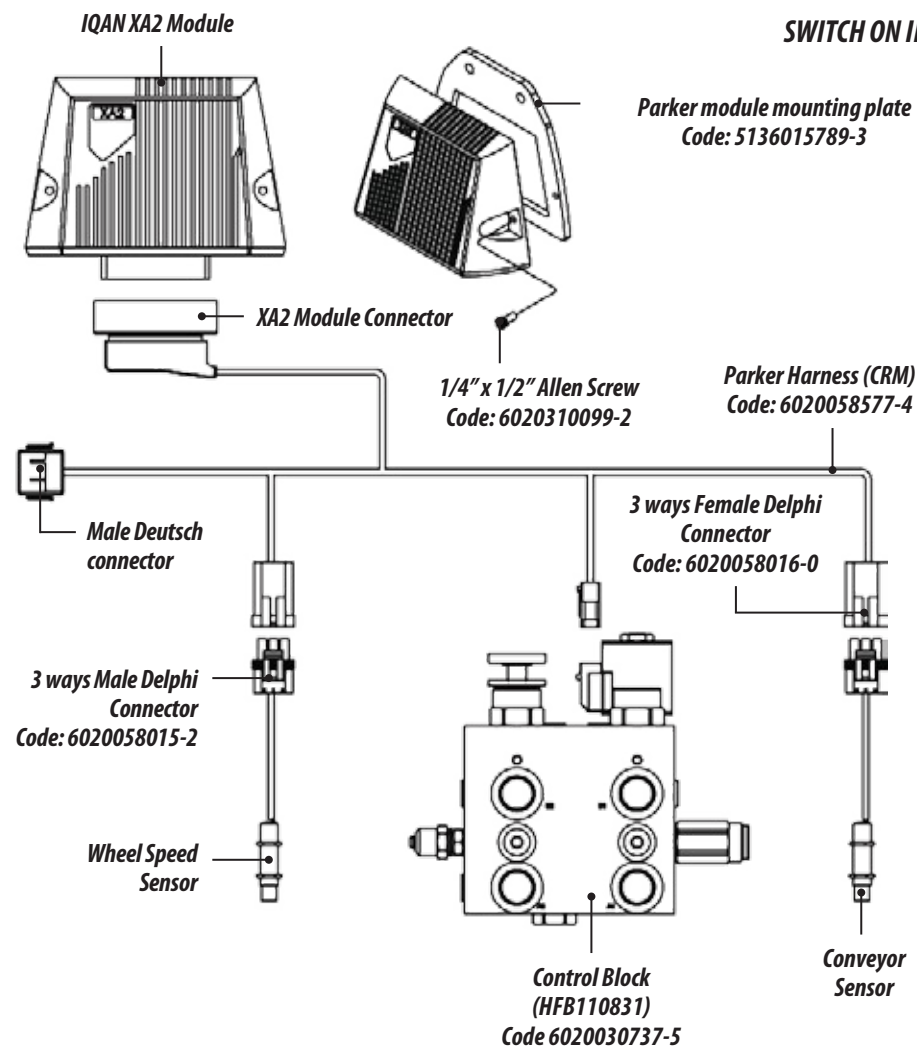 IQAN XA2 Module
SWITCH ON
Parker module mounting plate
Code: 5136015789-3
XA2
XA2 Module Connector
1/4" x 1/2" Allen Screw
Code: 6020310099-2
Parker Harness (CRM)
Code: 6020058577-4
Male Deutsch
connector
3 ways Female Delphi
Connector
Code: 6020058016-0
3 ways Male Delphi
Connector
Code: 6020058015-2
Wheel Speed
Sensor
Control Block
(HFB110831)
Code 6020030737-5
Conveyor
Sensor